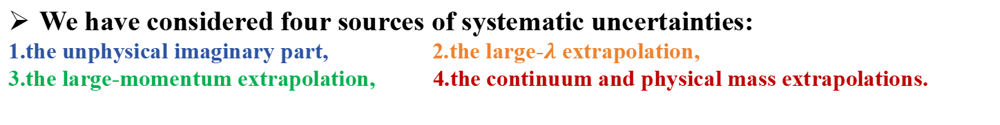 ➢ We have considered four sources of systematic uncertainties:
1.the unphysical imaginary part, 2.the large-λ extrapolation,
3.the large-momentum extrapolation, 4.the continuum and physical mass extrapolations.